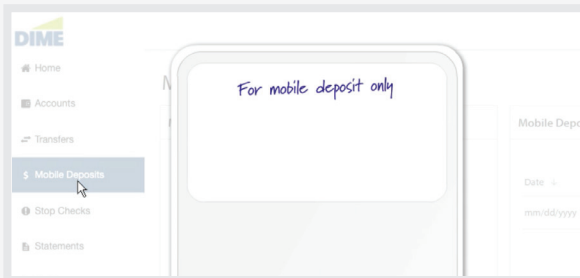 DIME
Home
Accounts
Transfers
$ Mobile Deposits
Stop Checks
Statements
M
For mobile deposit only
Mobile Depo
Date
mm/dd/yyyy